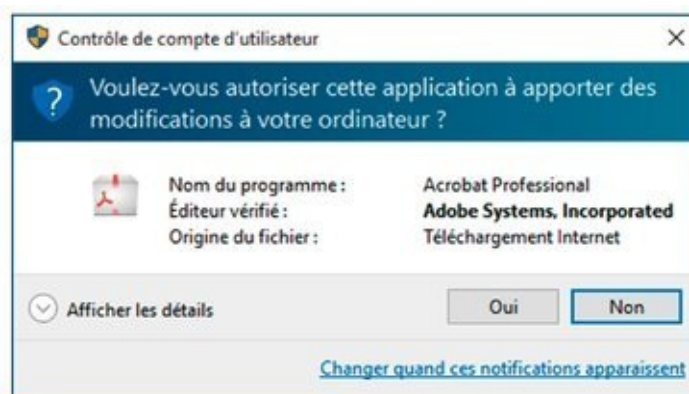 Contrôle de compte d'utilisateur
Voulez-vous autoriser cette application à apporter des
modifications à votre ordinateur ?
Nom du programme : Acrobat Professional
Éditeur vérifié : Adobe Systems, Incorporated
Origine du fichier : Téléchargement Internet
Afficher les détails Oui Non
Changer quand ces notifications apparaissent